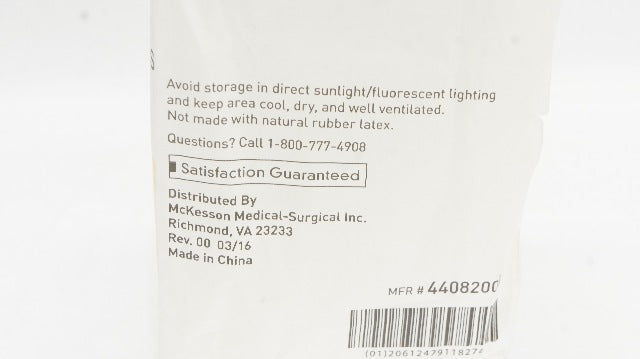 Avoid storage in direct sunlight/fluorescent lighting
and keep area cool, dry, and well ventilated.
Not made with natural rubber latex.
Questions? Call 1-800-777-4908
Satisfaction Guaranteed
Distributed By
McKesson Medical-Surgical Inc.
Richmond, VA 23233
Rev. 00 03/16
Made in China
MFR # 4408200
(01)20612479118274